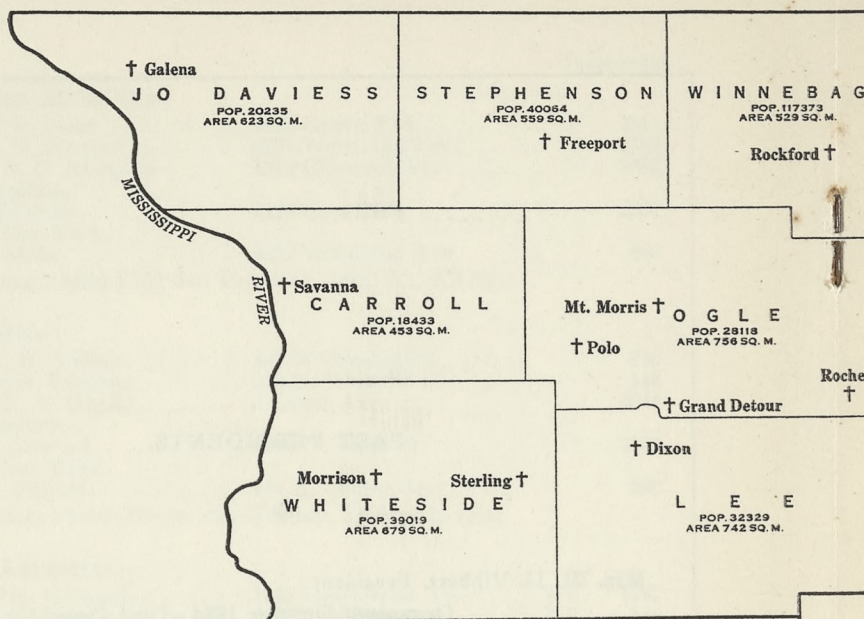 ✝ Galena
JO DAVIESS
POP. 20235
AREA 623 SQ. M.
STEPHENSON
POP. 40064
AREA 559 SQ. M.
✝ Freeport
WINNEBAG
POP. 117373
AREA 529 SQ. M.
Rockford ✝
MISSISSIPPI
RIVER
✝ Savanna
CARROLL
POP. 18433
AREA 453 SQ. M.
Mt. Morris ✝
OGLE
POP. 28118
AREA 756 SQ. M.
✝ Polo
Roche
✝
✝ Grand Detour
✝ Dixon
Morrison ✝
Sterling ✝
WHITESIDE
POP. 39019
AREA 679 SQ. M.
LEE
POP. 32329
AREA 742 SQ. M.